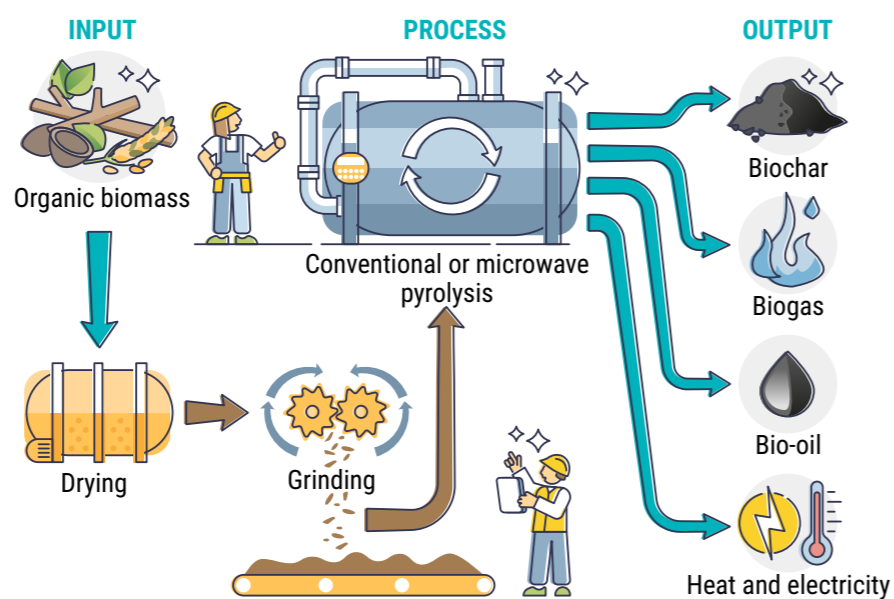 INPUT
PROCESS
OUTPUT
Organic biomass
Conventional or microwave
pyrolysis
Biochar
Biogas
Drying
Grinding
Bio-oil
Heat and electricity